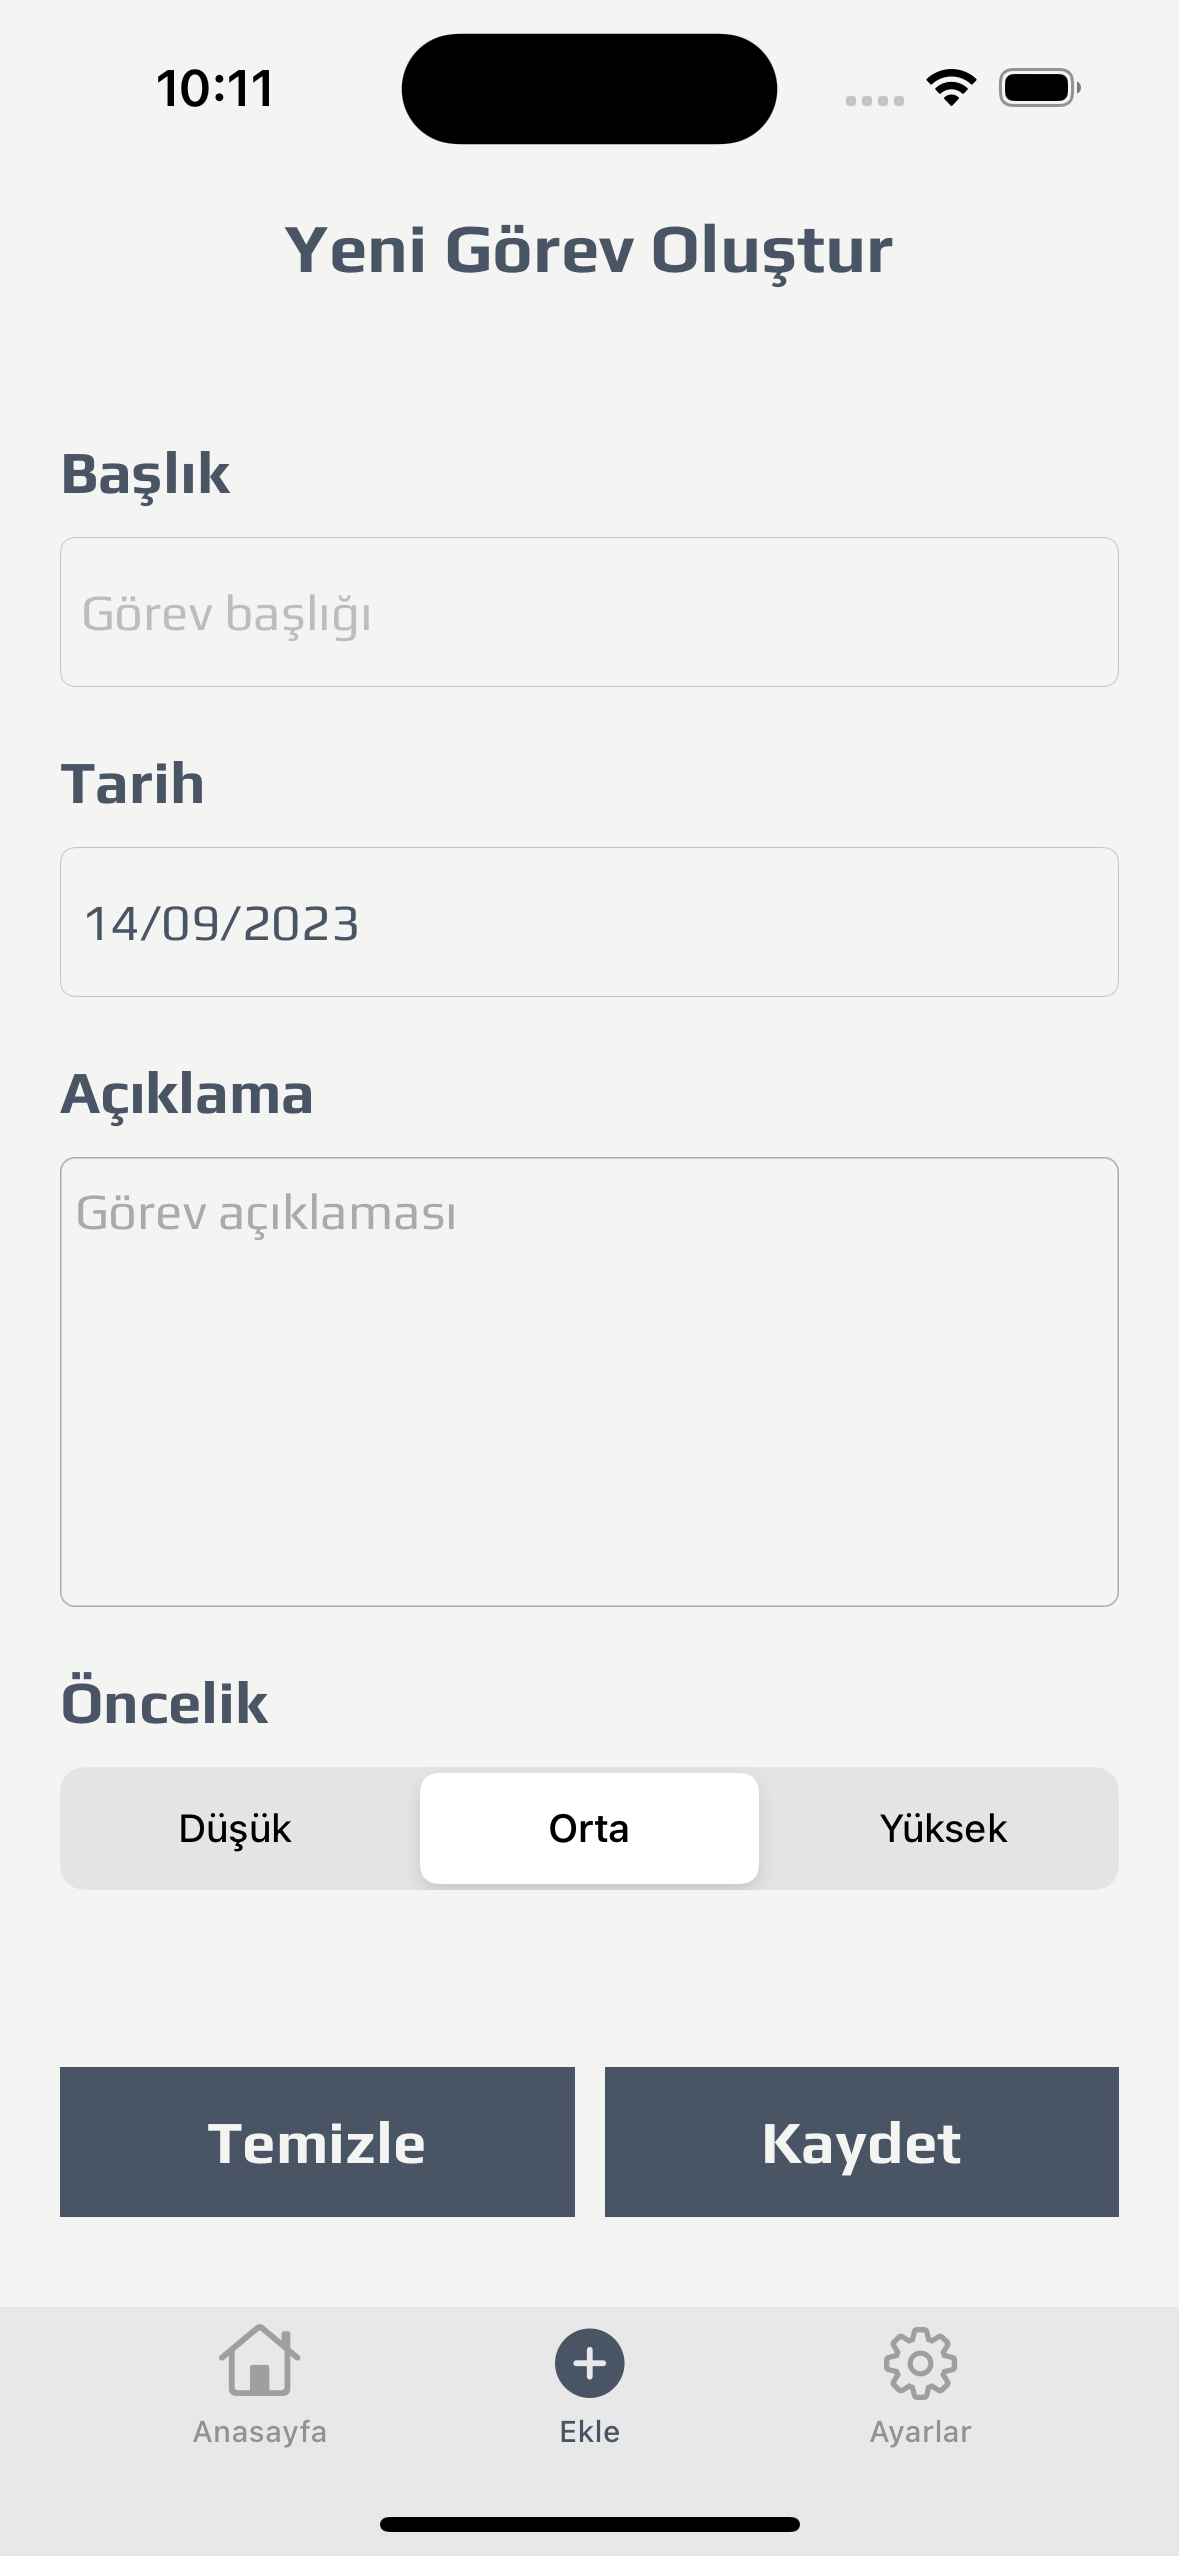 10:11
Yeni Görev Oluştur
Başlık
Görev başlığı
Tarih
14/09/2023
Açıklama
Görev açıklaması
Öncelik
Düşük Orta Yüksek
Temizle Kaydet
Anasayfa Ekle Ayarlar